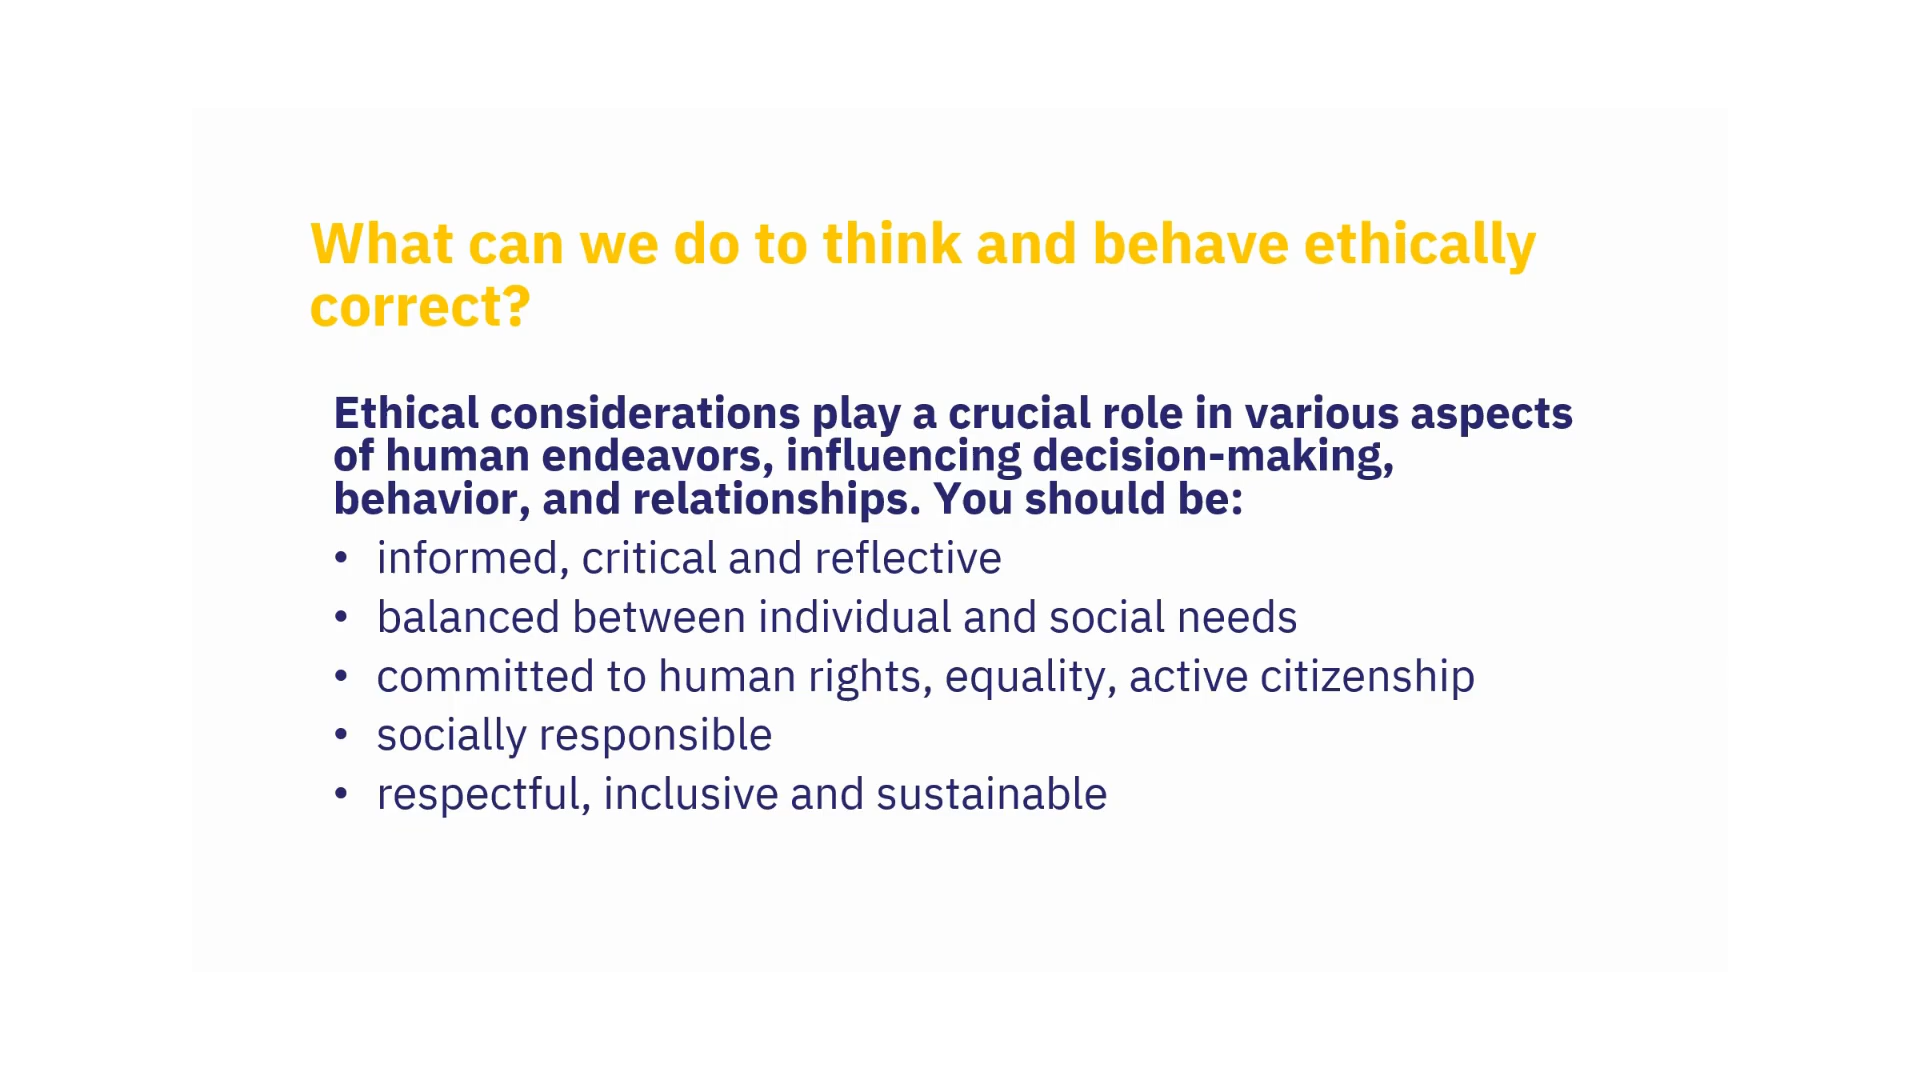 What can we do to think and behave ethically
correct?
Ethical considerations play a crucial role in various aspects
of human endeavors, influencing decision-making,
behavior, and relationships. You should be:
• informed, critical and reflective
• balanced between individual and social needs
• committed to human rights, equality, active citizenship
• socially responsible
• respectful, inclusive and sustainable